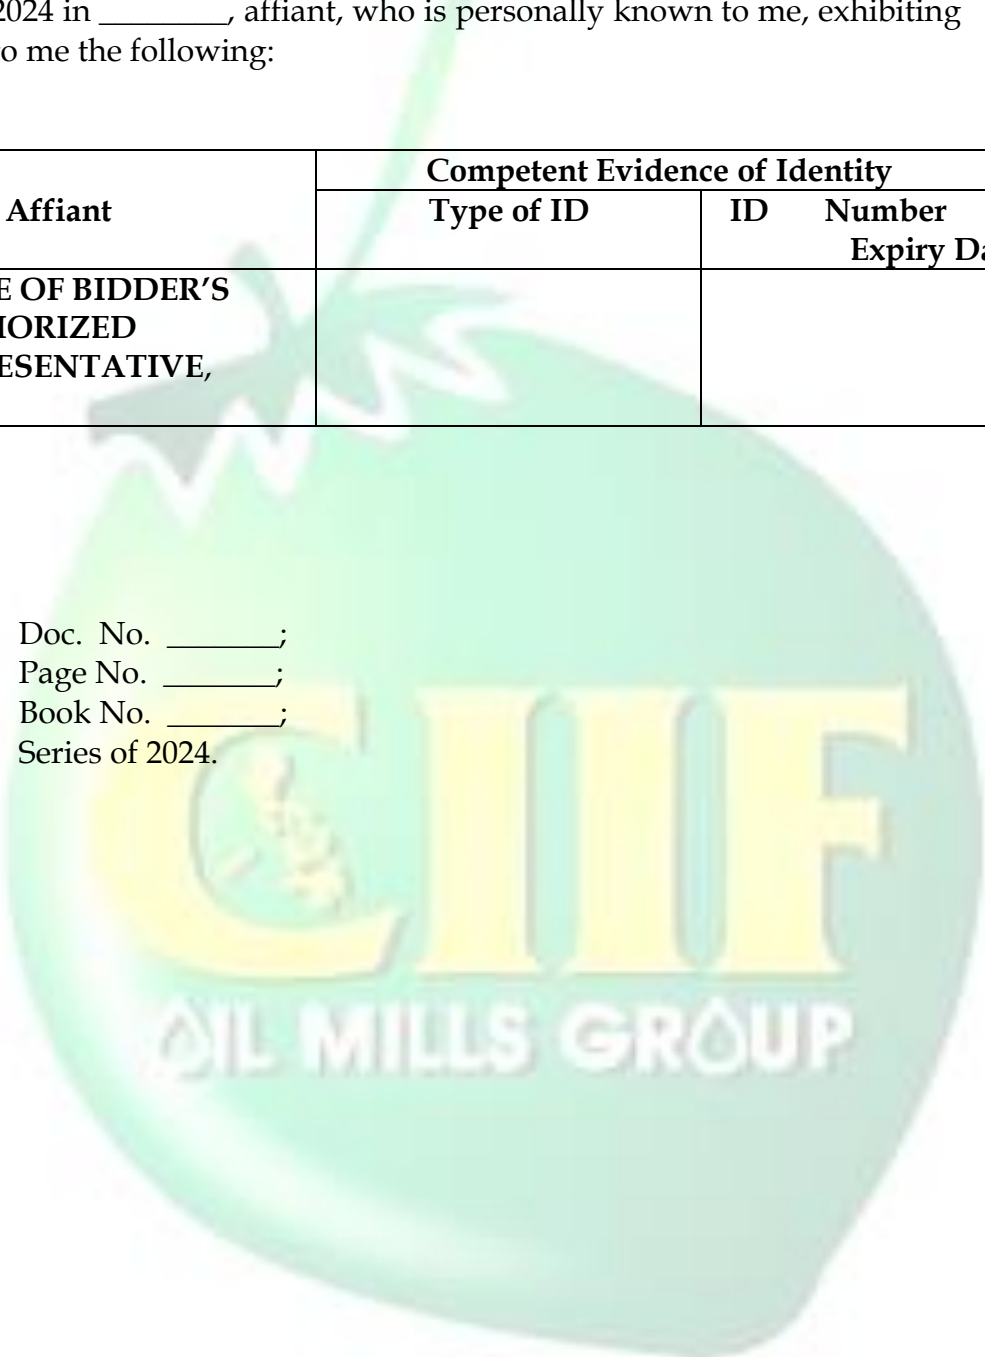 2024 in ________, affiant, who is personally known to me, exhibiting
o me the following:
Competent Evidence of Identity
Affiant
Type of ID
ID Number
Expiry Da
E OF BIDDER’S
HORIZED
ESENTATIVE,
Doc. No. _______;
Page No. _______;
Book No. _______;
Series of 2024.
CIIF
OIL MILLS GROUP